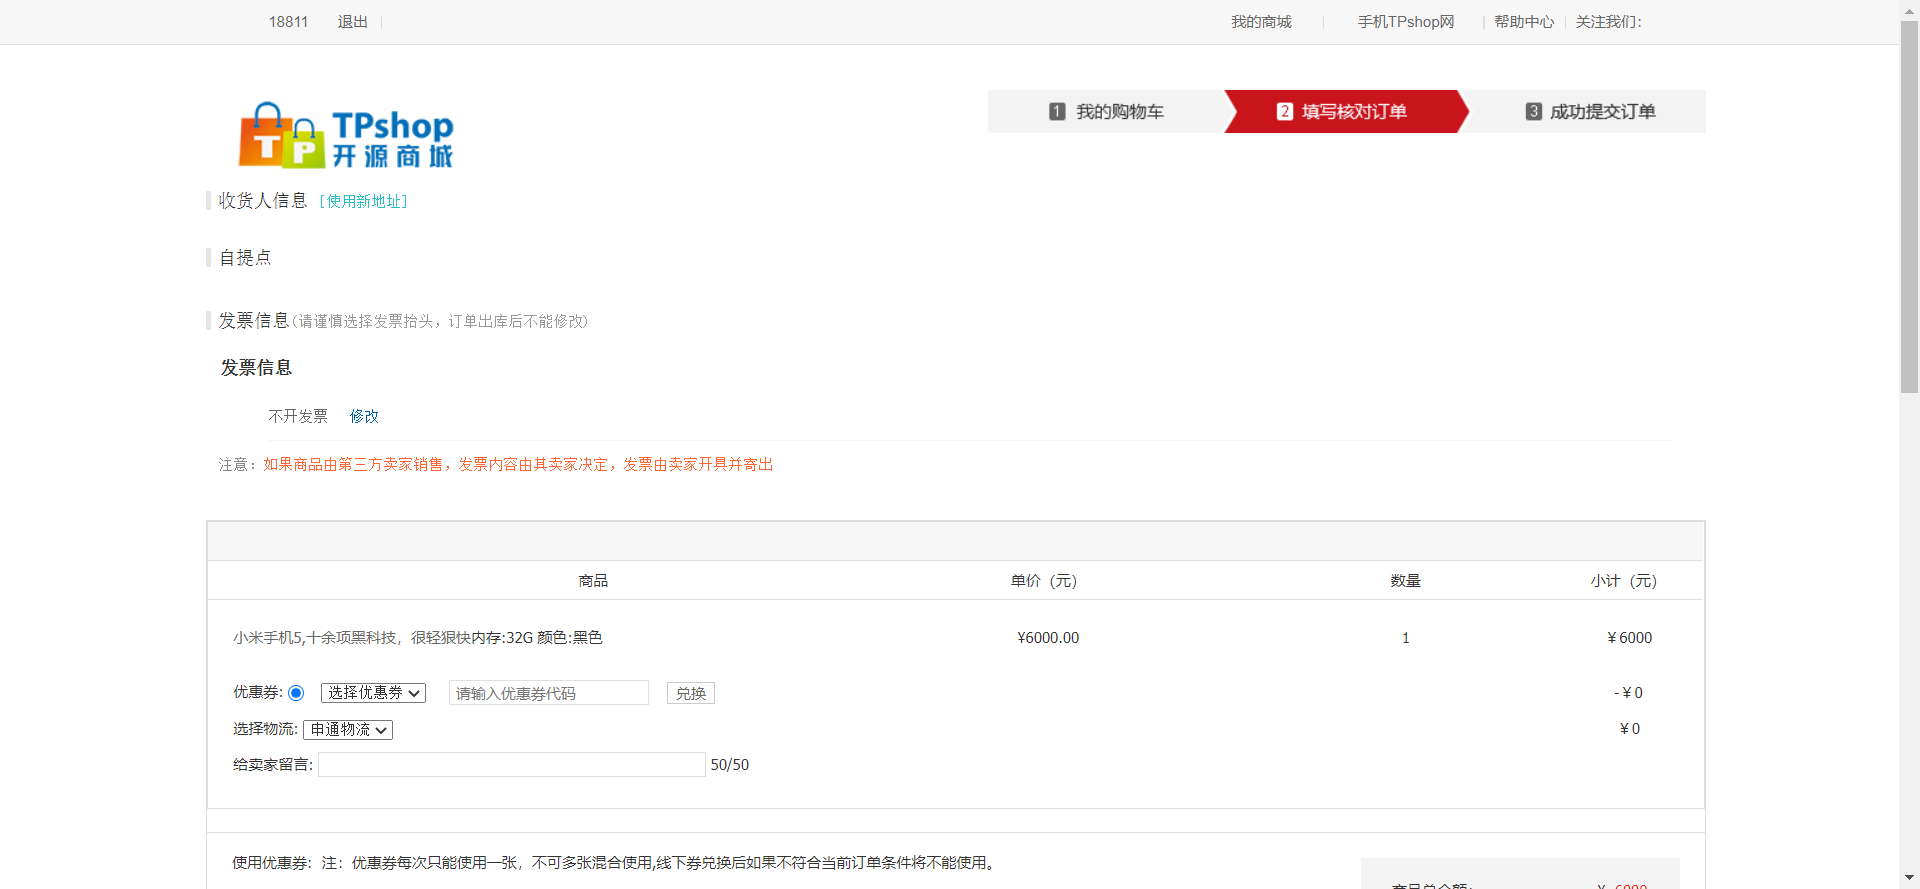 18811 退出 我的商城 手机TPshop网 帮助中心 关注我们:
TPshop
开源商城
1 我的购物车 2 填写核对订单 3 成功提交订单
收货人信息 [使用新地址]
自提点
发票信息(请谨慎选择发票抬头，订单出库后不能修改)
发票信息
不开发票 修改
注意：如果商品由第三方卖家销售，发票内容由其卖家决定，发票由卖家开具并寄出
商品 单价（元） 数量 小计（元）
小米手机5,十余项黑科技，很轻狠快内存:32G 颜色:黑色 ¥6000.00 1 ￥6000
优惠券: 选择优惠券 请输入优惠券代码 兑换 -￥0
选择物流: 申通物流 ￥0
给卖家留言: 50/50
使用优惠券：注：优惠券每次只能使用一张，不可多张混合使用,线下券兑换后如果不符合当前订单条件将不能使用。
商品总金额: ￥ 6000